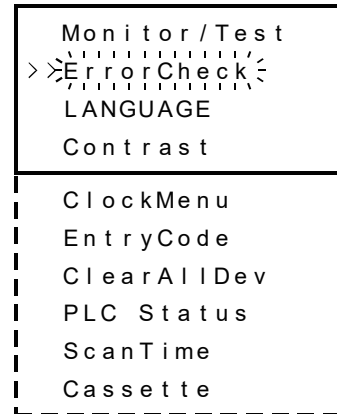 Monitor/Test
>>ErrorCheck
LANGUAGE
Contrast
ClockMenu
EntryCode
ClearAllDev
PLC Status
ScanTime
Cassette